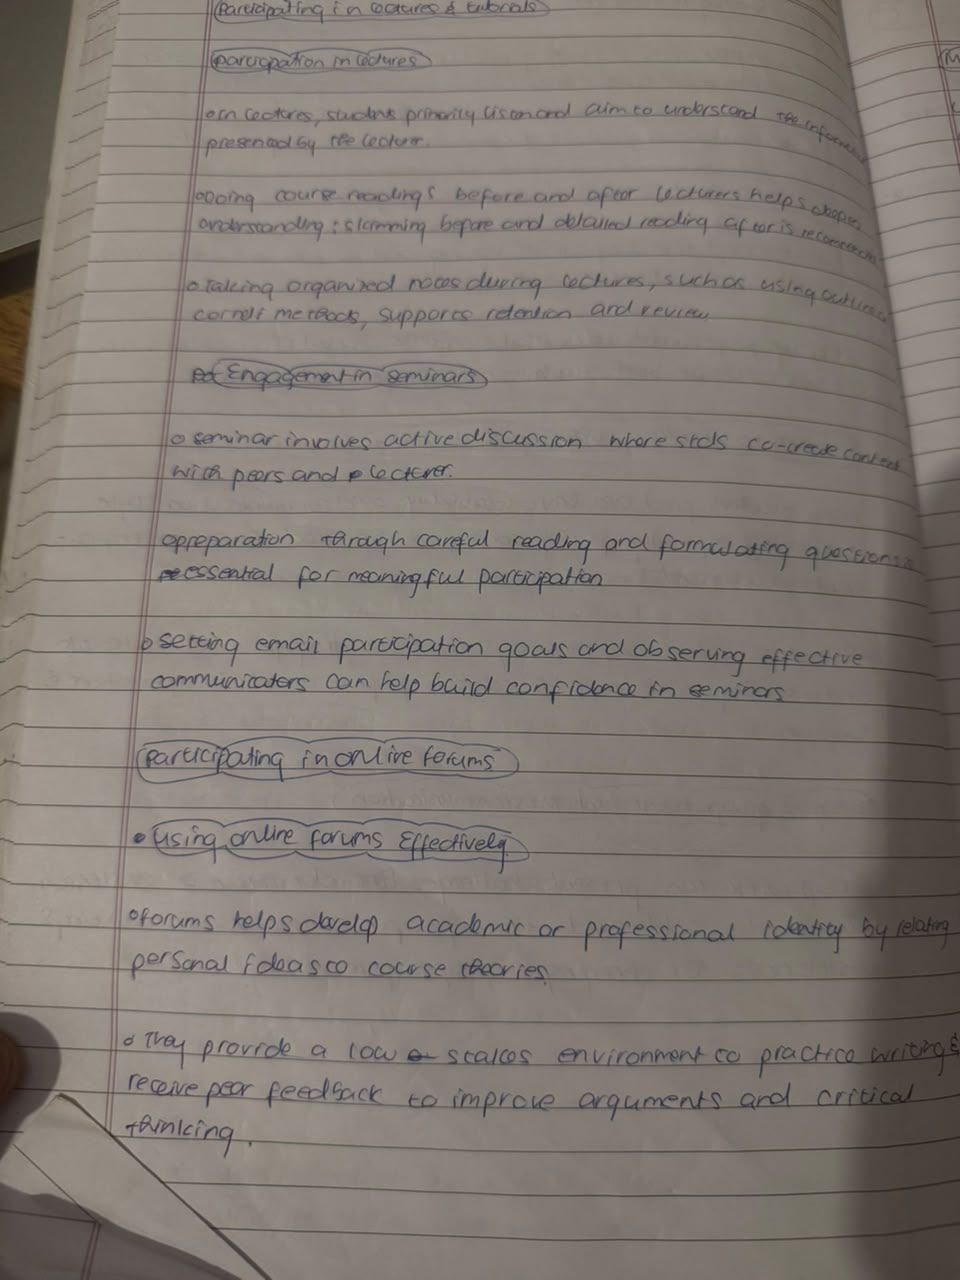 Participating in lectures & tutorials
participation in lectures
o In lectures, students primarily listen and aim to understand the
presented by the lecturer.
o Doing course readings before and after lecturers helps
understanding : skimming before and detailed reading after is
o Taking organized notes during lectures, such as using
cornell methods, supports retention and review
Engagement in seminars
o seminar involves active discussion where stds co-create content
with peers and lecturer.
o preparation through careful reading and formulating questions
essential for meaningful participation
o setting email participation goals and observing effective
communicaters can help build confidence in seminars
participating in online forums
• Using online forums Effectively
o forums helps develop academic or professional identity by relating
personal ideas to course theories.
o They provide a low stakes environment to practice writing &
receive peer feedback to improve arguments and critical
thinking.